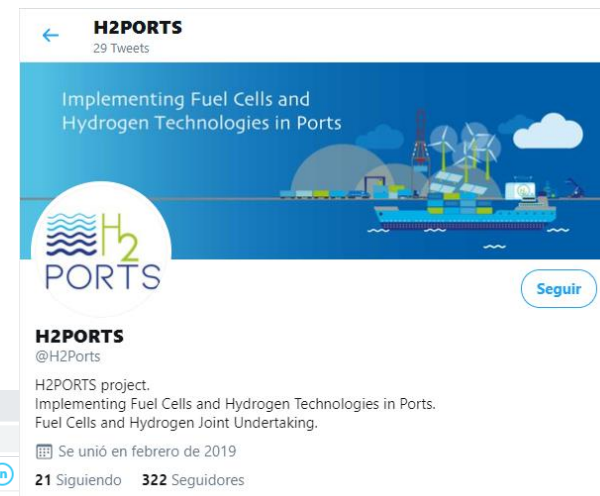 H2PORTS
29 Tweets
Implementing Fuel Cells and
Hydrogen Technologies in Ports
H2
PORTS
Seguir
H2PORTS
@H2Ports
H2PORTS project.
Implementing Fuel Cells and Hydrogen Technologies in Ports.
Fuel Cells and Hydrogen Joint Undertaking.
Se unió en febrero de 2019
21 Siguiendo 322 Seguidores